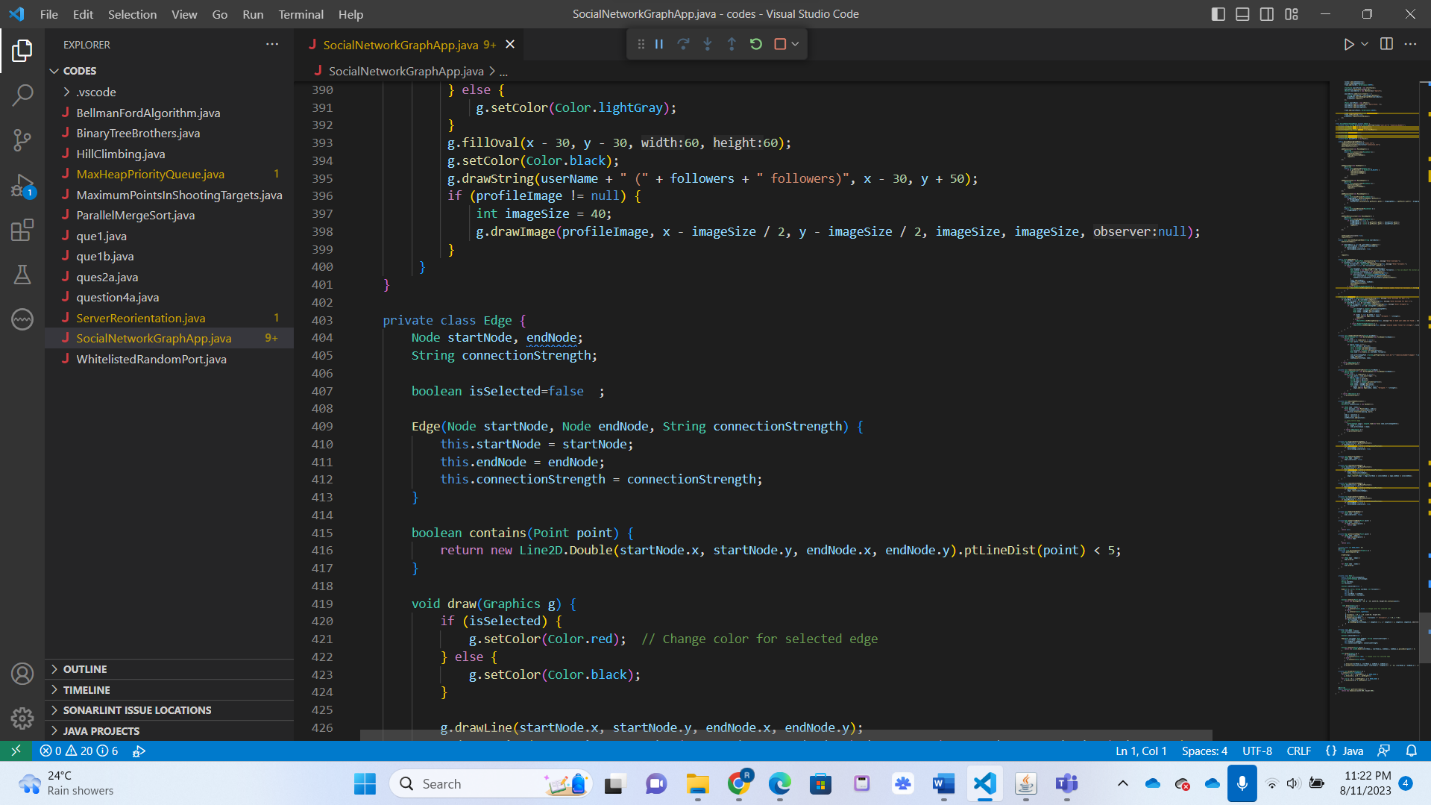 File Edit Selection View Go Run Terminal Help
SocialNetworkGraphApp.java - codes - Visual Studio Code
EXPLORER
CODES
.vscode
BellmanFordAlgorithm.java
BinaryTreeBrothers.java
HillClimbing.java
MaxHeapPriorityQueue.java 1
MaximumPointsInShootingTargets.java
ParallelMergeSort.java
que1.java
que1b.java
ques2a.java
question4a.java
ServerReorientation.java 1
SocialNetworkGraphApp.java 9+
WhitelistedRandomPort.java
OUTLINE
TIMELINE
SONARLINT ISSUE LOCATIONS
JAVA PROJECTS
1
SocialNetworkGraphApp.java 9+
SocialNetworkGraphApp.java > ...
390 } else {
391 g.setColor(Color.lightGray);
392 }
393 g.fillOval(x - 30, y - 30, width:60, height:60);
394 g.setColor(Color.black);
395 g.drawString(userName + " (" + followers + " followers)", x - 30, y + 50);
396 if (profileImage != null) {
397 int imageSize = 40;
398 g.drawImage(profileImage, x - imageSize / 2, y - imageSize / 2, imageSize, imageSize, observer:null);
399 }
400 }
401 }
402
403 private class Edge {
404 Node startNode, endNode;
405 String connectionStrength;
406
407 boolean isSelected=false ;
408
409 Edge(Node startNode, Node endNode, String connectionStrength) {
410 this.startNode = startNode;
411 this.endNode = endNode;
412 this.connectionStrength = connectionStrength;
413 }
414
415 boolean contains(Point point) {
416 return new Line2D.Double(startNode.x, startNode.y, endNode.x, endNode.y).ptLineDist(point) < 5;
417 }
418
419 void draw(Graphics g) {
420 if (isSelected) {
421 g.setColor(Color.red); // Change color for selected edge
422 } else {
423 g.setColor(Color.black);
424 }
425
426 g.drawLine(startNode.x, startNode.y, endNode.x, endNode.y);
0 20 6
Ln 1, Col 1 Spaces: 4 UTF-8 CRLF {} Java
24°C
Rain showers
Search
R
11:22 PM
8/11/2023
4